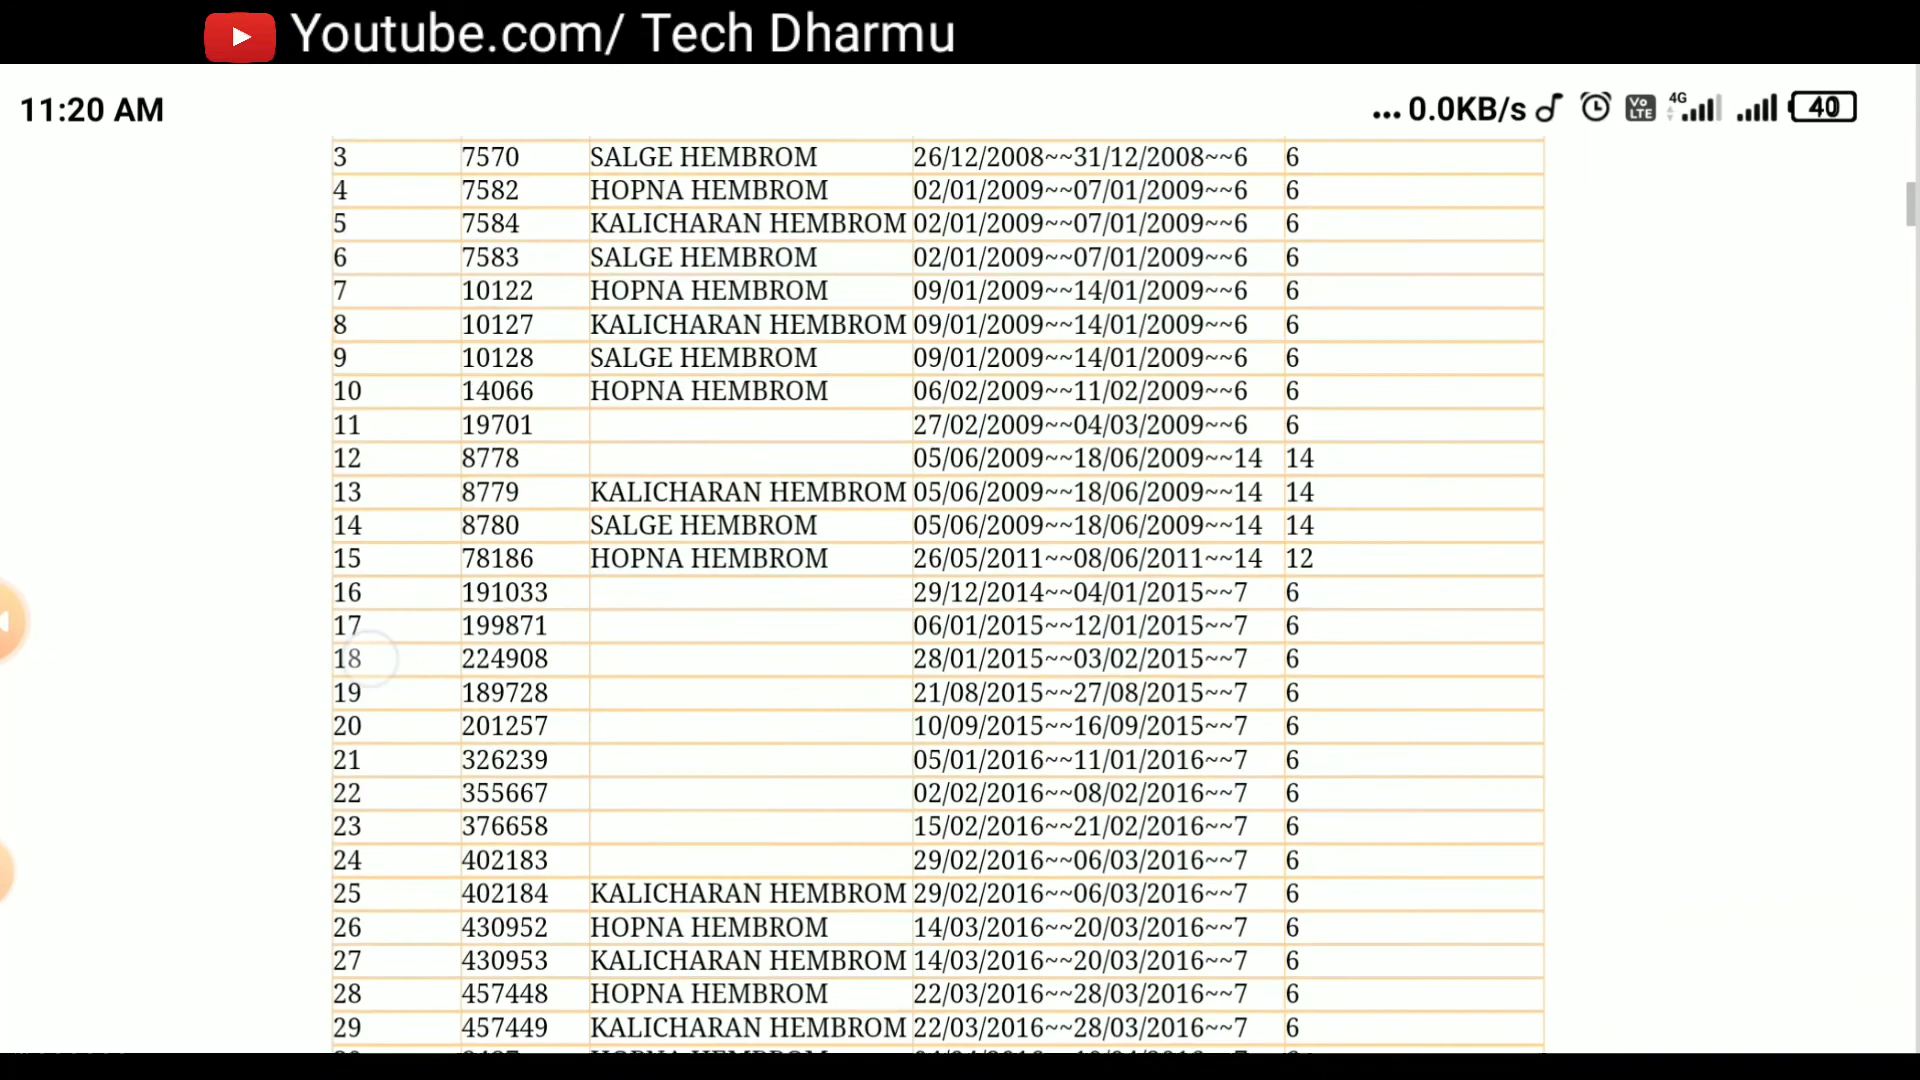 Youtube.com/ Tech Dharmu
11:20 AM ... 0.0KB/s Vo LTE 4G 40
3 7570 SALGE HEMBROM 26/12/2008~~31/12/2008~~6 6
4 7582 HOPNA HEMBROM 02/01/2009~~07/01/2009~~6 6
5 7584 KALICHARAN HEMBROM 02/01/2009~~07/01/2009~~6 6
6 7583 SALGE HEMBROM 02/01/2009~~07/01/2009~~6 6
7 10122 HOPNA HEMBROM 09/01/2009~~14/01/2009~~6 6
8 10127 KALICHARAN HEMBROM 09/01/2009~~14/01/2009~~6 6
9 10128 SALGE HEMBROM 09/01/2009~~14/01/2009~~6 6
10 14066 HOPNA HEMBROM 06/02/2009~~11/02/2009~~6 6
11 19701 27/02/2009~~04/03/2009~~6 6
12 8778 05/06/2009~~18/06/2009~~14 14
13 8779 KALICHARAN HEMBROM 05/06/2009~~18/06/2009~~14 14
14 8780 SALGE HEMBROM 05/06/2009~~18/06/2009~~14 14
15 78186 HOPNA HEMBROM 26/05/2011~~08/06/2011~~14 12
16 191033 29/12/2014~~04/01/2015~~7 6
17 199871 06/01/2015~~12/01/2015~~7 6
18 224908 28/01/2015~~03/02/2015~~7 6
19 189728 21/08/2015~~27/08/2015~~7 6
20 201257 10/09/2015~~16/09/2015~~7 6
21 326239 05/01/2016~~11/01/2016~~7 6
22 355667 02/02/2016~~08/02/2016~~7 6
23 376658 15/02/2016~~21/02/2016~~7 6
24 402183 29/02/2016~~06/03/2016~~7 6
25 402184 KALICHARAN HEMBROM 29/02/2016~~06/03/2016~~7 6
26 430952 HOPNA HEMBROM 14/03/2016~~20/03/2016~~7 6
27 430953 KALICHARAN HEMBROM 14/03/2016~~20/03/2016~~7 6
28 457448 HOPNA HEMBROM 22/03/2016~~28/03/2016~~7 6
29 457449 KALICHARAN HEMBROM 22/03/2016~~28/03/2016~~7 6